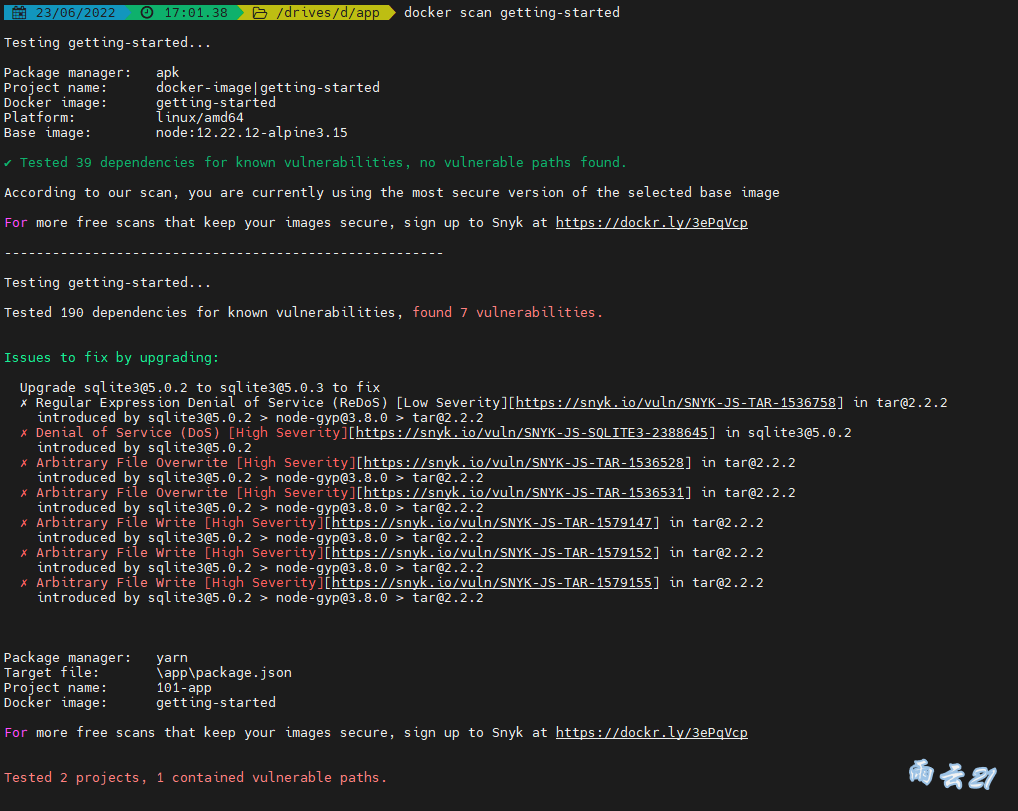 23/06/2022 17:01.38 /drives/d/app docker scan getting-started
Testing getting-started...
Package manager: apk
Project name: docker-image|getting-started
Docker image: getting-started
Platform: linux/amd64
Base image: node:12.22.12-alpine3.15
✔ Tested 39 dependencies for known vulnerabilities, no vulnerable paths found.
According to our scan, you are currently using the most secure version of the selected base image
For more free scans that keep your images secure, sign up to Snyk at https://dockr.ly/3ePqVcp
-------------------------------------------------------
Testing getting-started...
Tested 190 dependencies for known vulnerabilities, found 7 vulnerabilities.
Issues to fix by upgrading:
Upgrade sqlite3@5.0.2 to sqlite3@5.0.3 to fix
✗ Regular Expression Denial of Service (ReDoS) [Low Severity][https://snyk.io/vuln/SNYK-JS-TAR-1536758] in tar@2.2.2
introduced by sqlite3@5.0.2 > node-gyp@3.8.0 > tar@2.2.2
✗ Denial of Service (DoS) [High Severity][https://snyk.io/vuln/SNYK-JS-SQLITE3-2388645] in sqlite3@5.0.2
introduced by sqlite3@5.0.2
✗ Arbitrary File Overwrite [High Severity][https://snyk.io/vuln/SNYK-JS-TAR-1536528] in tar@2.2.2
introduced by sqlite3@5.0.2 > node-gyp@3.8.0 > tar@2.2.2
✗ Arbitrary File Overwrite [High Severity][https://snyk.io/vuln/SNYK-JS-TAR-1536531] in tar@2.2.2
introduced by sqlite3@5.0.2 > node-gyp@3.8.0 > tar@2.2.2
✗ Arbitrary File Write [High Severity][https://snyk.io/vuln/SNYK-JS-TAR-1579147] in tar@2.2.2
introduced by sqlite3@5.0.2 > node-gyp@3.8.0 > tar@2.2.2
✗ Arbitrary File Write [High Severity][https://snyk.io/vuln/SNYK-JS-TAR-1579152] in tar@2.2.2
introduced by sqlite3@5.0.2 > node-gyp@3.8.0 > tar@2.2.2
✗ Arbitrary File Write [High Severity][https://snyk.io/vuln/SNYK-JS-TAR-1579155] in tar@2.2.2
introduced by sqlite3@5.0.2 > node-gyp@3.8.0 > tar@2.2.2
Package manager: yarn
Target file: \app\package.json
Project name: 101-app
Docker image: getting-started
For more free scans that keep your images secure, sign up to Snyk at https://dockr.ly/3ePqVcp
Tested 2 projects, 1 contained vulnerable paths.
雨云21